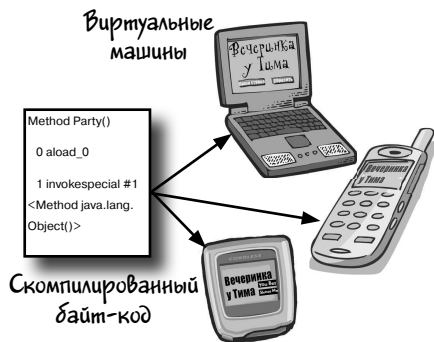 Виртуальные
машины
Вечеринка
у Тима
Method Party()
0 aload_0
1 invokespecial #1
<Method java.lang.
Object()>
Вечеринка
у Тима
Скомпилированный
байт-код
Вечеринка
у Тима